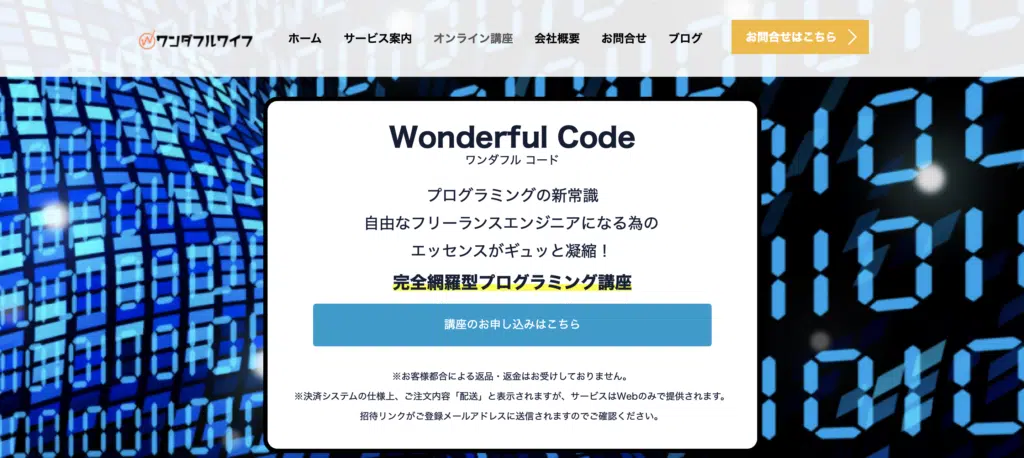 ワンダフルワイフ
ホーム サービス案内 オンライン講座 会社概要 お問合せ ブログ お問合せはこちら
Wonderful Code
ワンダフル コード
プログラミングの新常識
自由なフリーランスエンジニアになる為の
エッセンスがギュッと凝縮！
完全網羅型プログラミング講座
講座のお申し込みはこちら
※お客様都合による返品・返金はお受けしておりません。
※決済システムの仕様上、ご注文内容「配送」と表示されますが、サービスはWebのみで提供されます。
招待リンクがご登録メールアドレスに送信されますのでご確認ください。